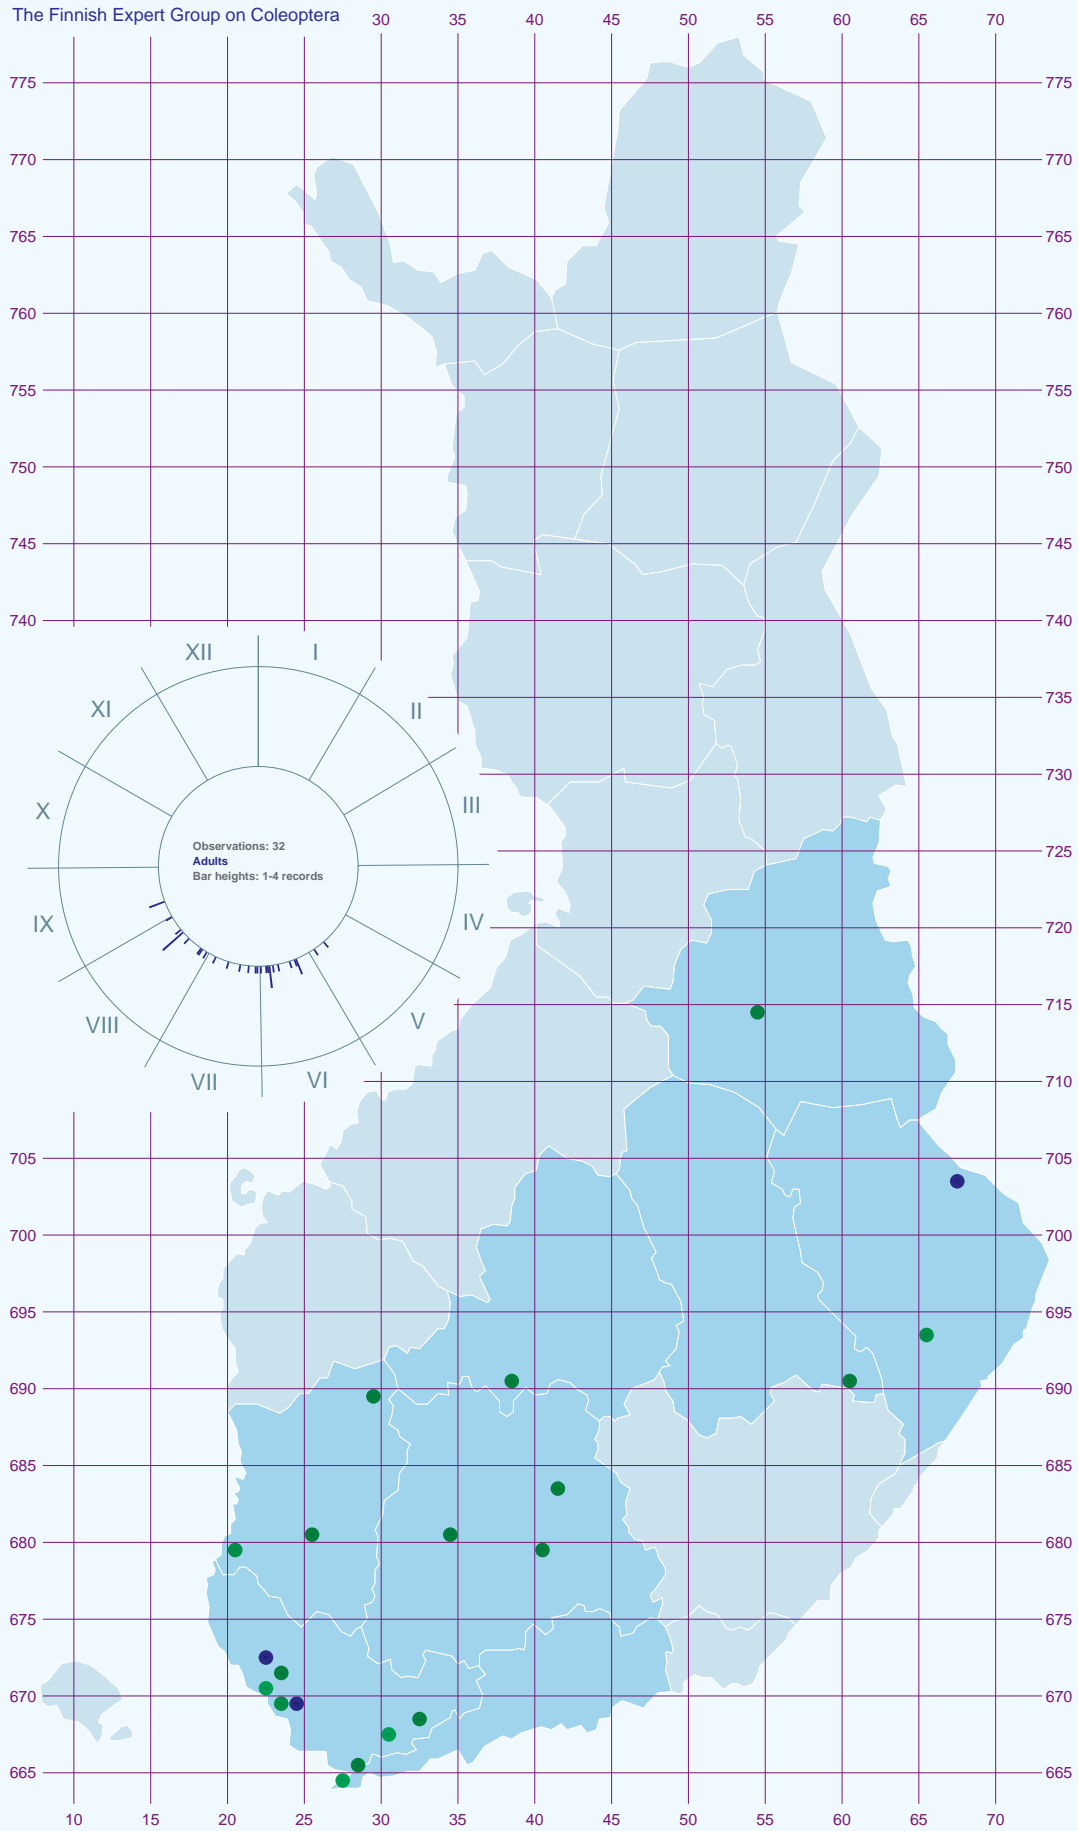 The Finnish Expert Group on Coleoptera
30 35 40 45 50 55 60 65 70
775 775
770 770
765 765
760 760
755 755
750 750
745 745
740 740
XII I
XI II
735
730
X III
Observations: 32
Adults
Bar heights: 1-4 records
725
IX IV
720
VIII V
715
VII VI
710
705 705
700 700
695 695
690 690
685 685
680 680
675 675
670 670
665 665
10 15 20 25 30 35 40 45 50 55 60 65 70